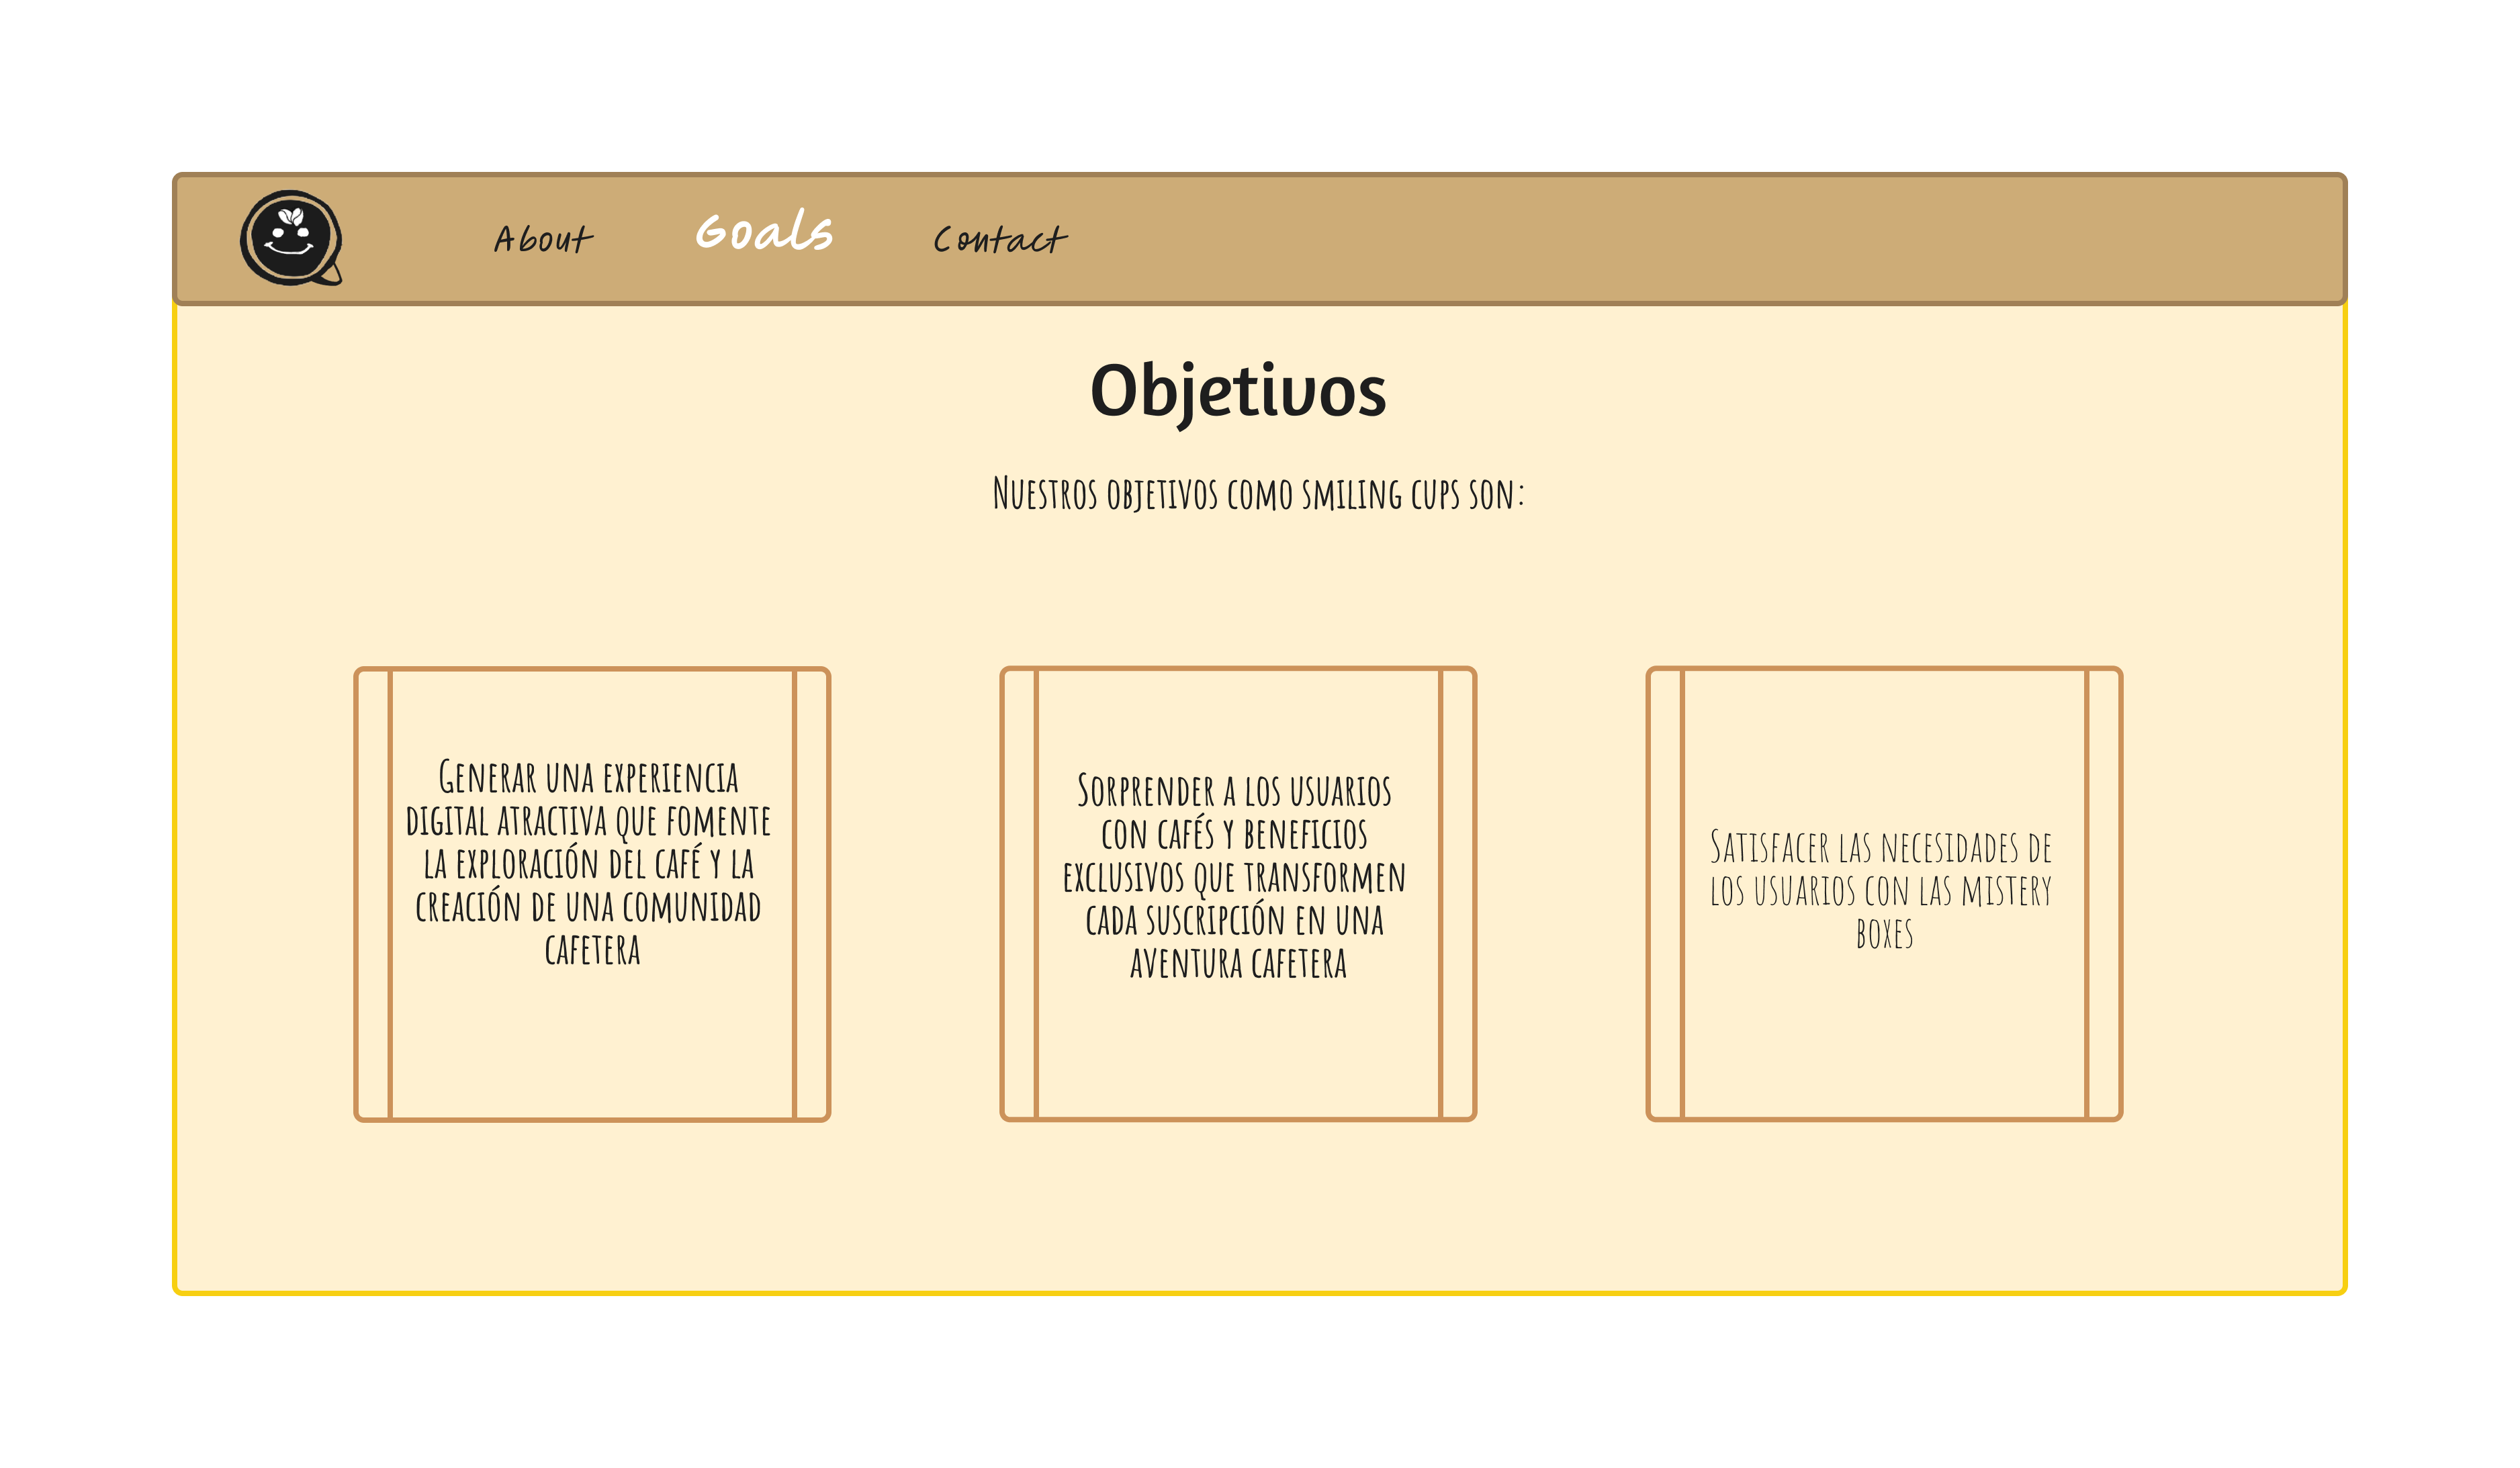 About Goals Contact
Objetivos
Nuestros objetivos como smiling cups son:
Generar una experiencia
digital atractiva que fomente
la exploración del café y la
creación de una comunidad
cafetera
Sorprender a los usuarios
con cafés y beneficios
exclusivos que transformen
cada suscripción en una
aventura cafetera
Satisfacer las necesidades de
los usuarios con las mistery
boxes